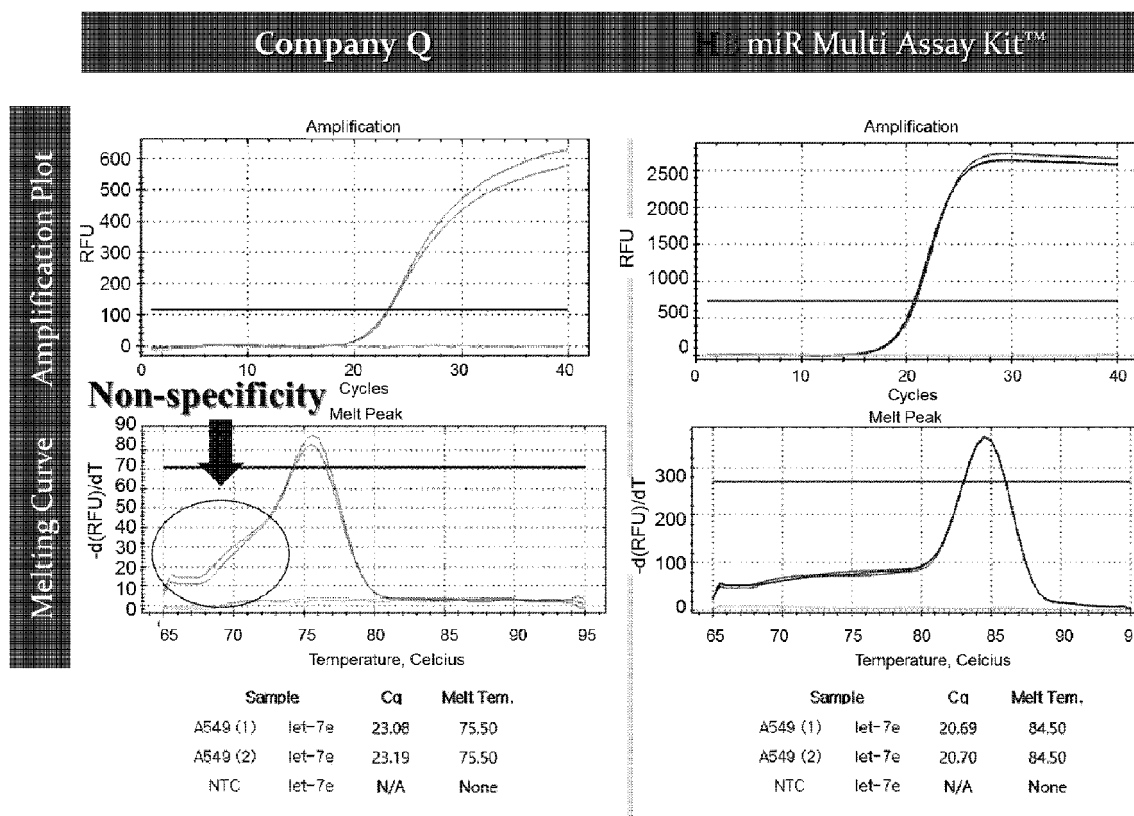 Company Q
HB miR Multi Assay Kit™
Amplification Plot
Melting Curve
Amplification
RFU
600
500
400
300
200
100
0
0 10 20 30 40
Cycles
Non-specificity
Melt Peak
-d(RFU)/dT
90
80
70
60
50
40
30
20
10
0
65 70 75 80 85 90 95
Temperature, Celcius
Sample Cq Melt Tem.
A549 (1) let-7e 23.08 75.50
A549 (2) let-7e 23.19 75.50
NTC let-7e N/A None
Amplification
RFU
2500
2000
1500
1000
500
0
0 10 20 30 40
Cycles
Melt Peak
-d(RFU)/dT
300
100
0
65 70 75 80 85 90 9
Temperature, Celcius
Sample Cq Melt Tem.
A549 (1) let-7e 20.69 84.50
A549 (2) let-7e 20.70 84.50
NTC let-7e N/A None